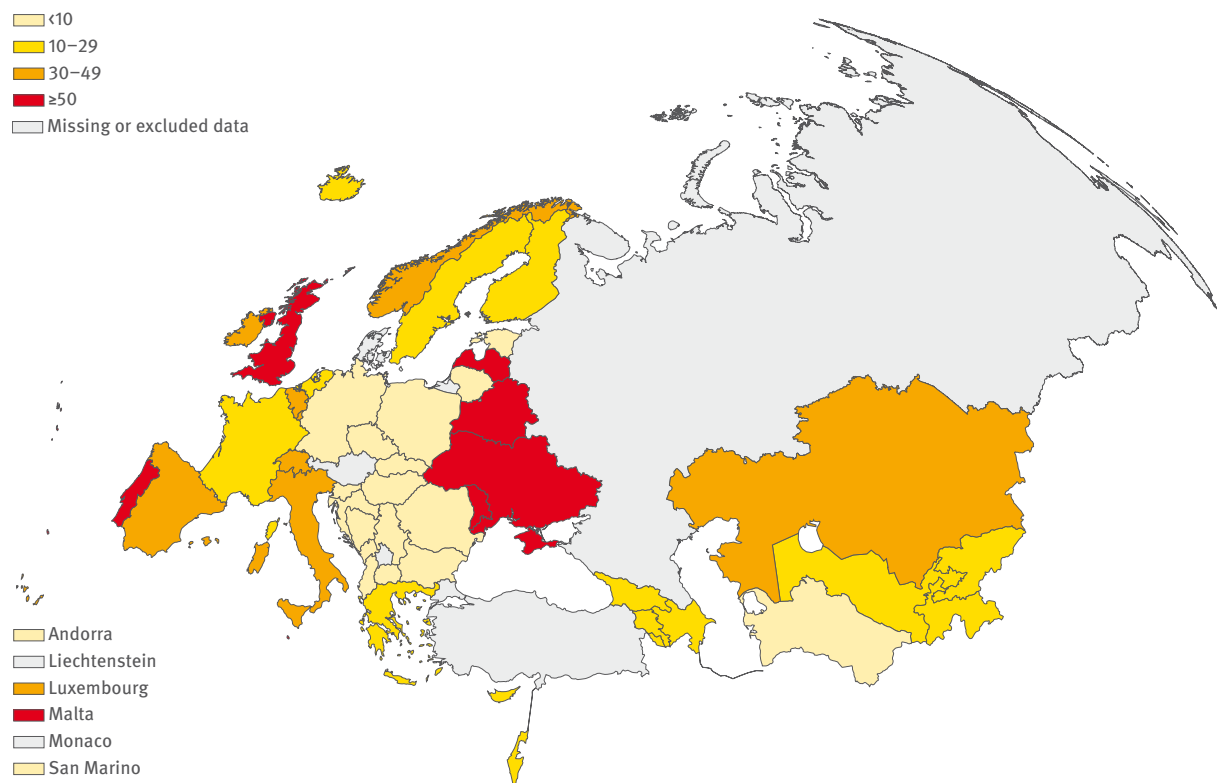 <10
10–29
30–49
≥50
Missing or excluded data
Andorra
Liechtenstein
Luxembourg
Malta
Monaco
San Marino